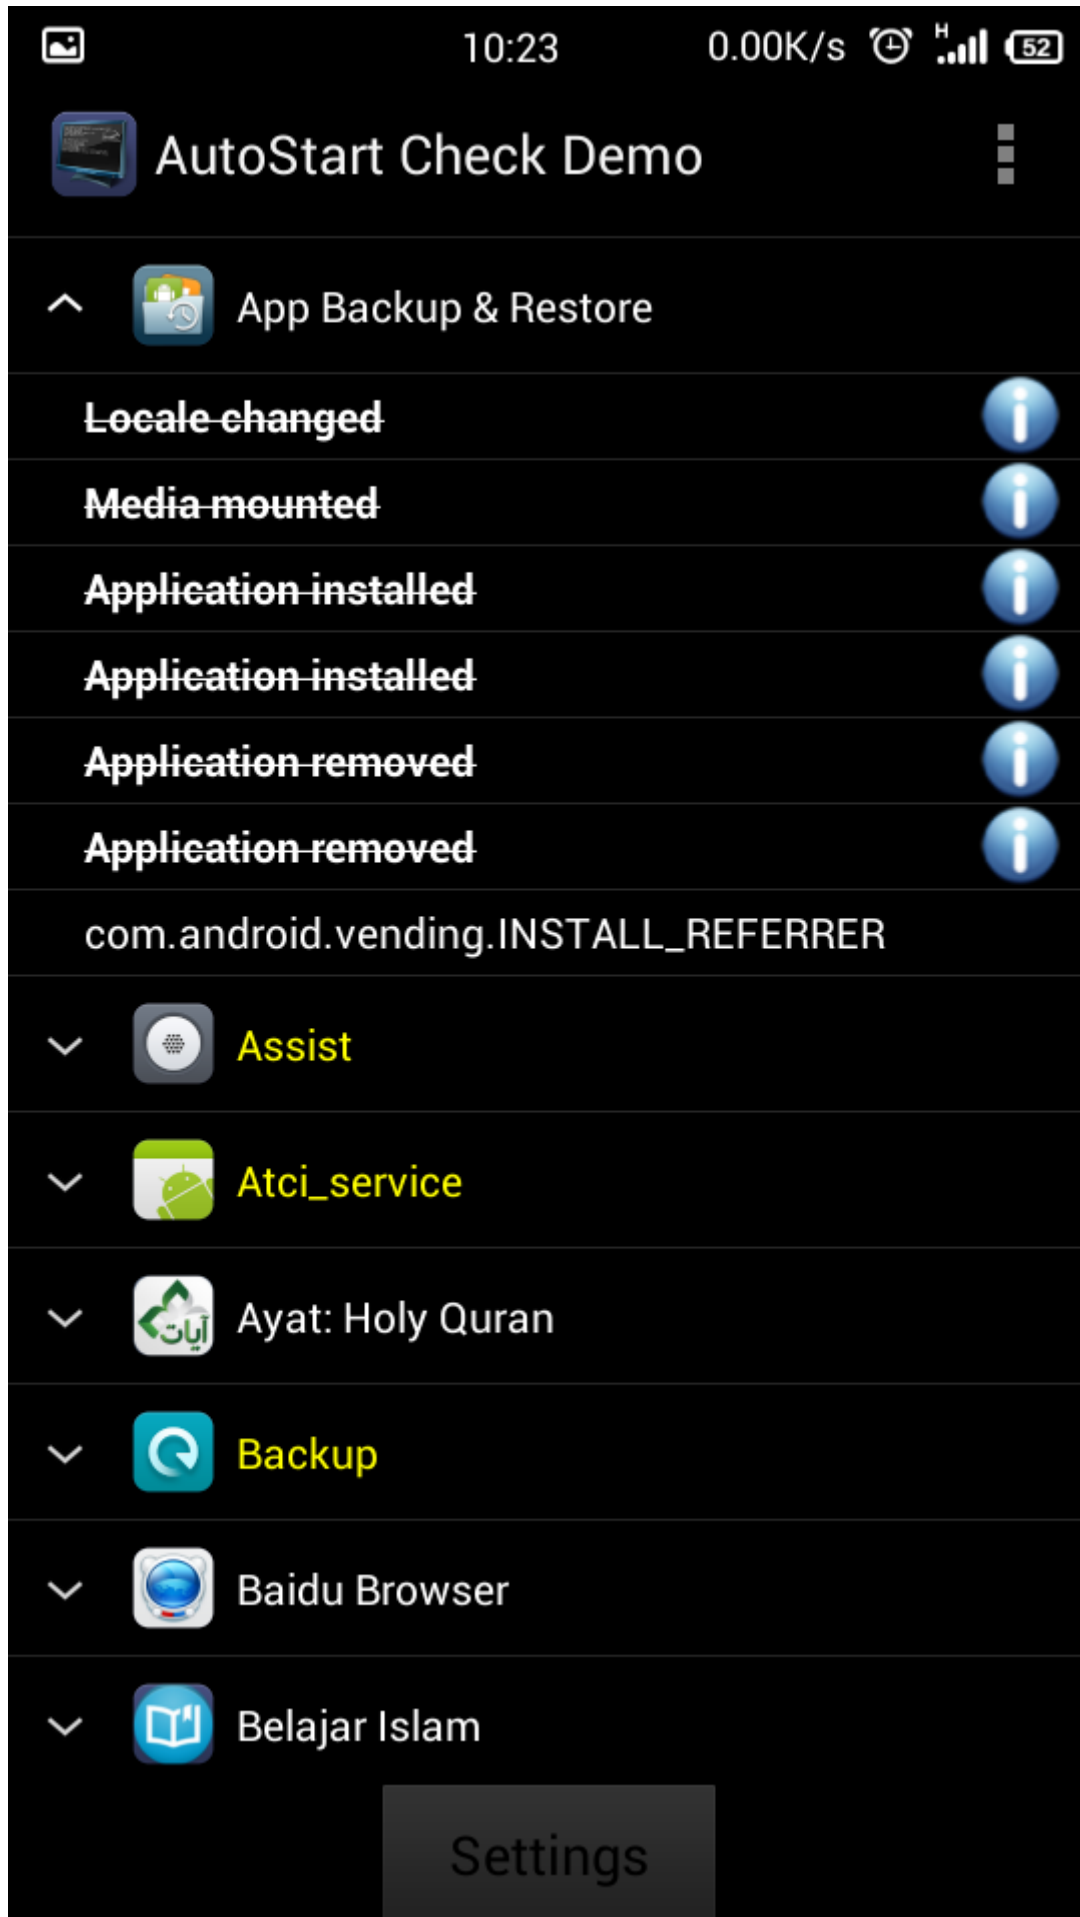 10:23 0.00K/s H 52
AutoStart Check Demo
App Backup & Restore
Locale changed
Media mounted
Application installed
Application installed
Application removed
Application removed
com.android.vending.INSTALL_REFERRER
Assist
Atci_service
آيات
Ayat: Holy Quran
Backup
Baidu Browser
Belajar Islam
Settings